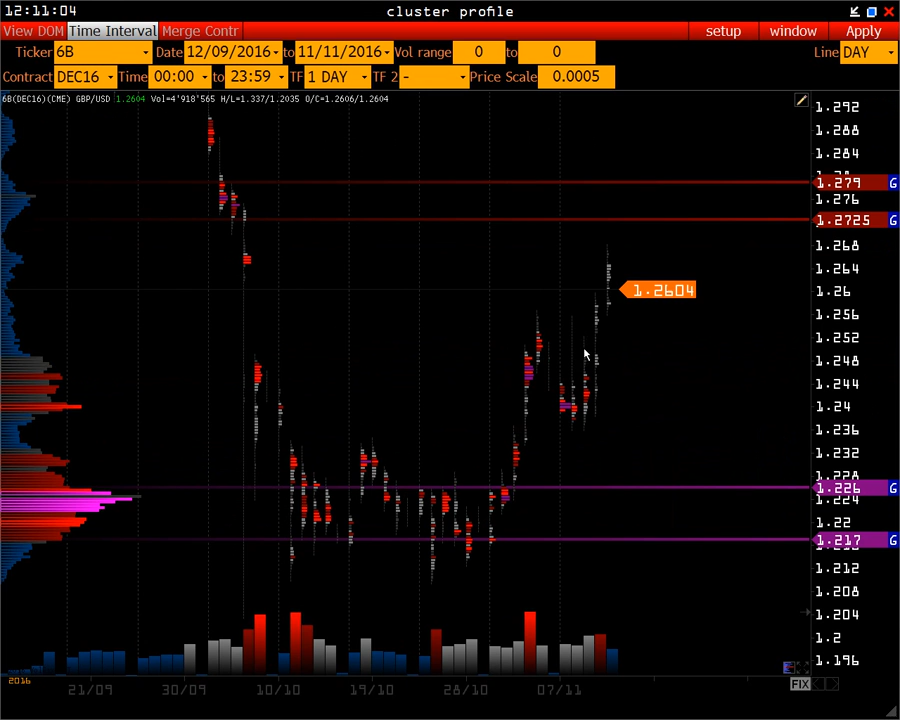 12:11:04 cluster profile
View DOM Time Interval Merge Contr setup window Apply
Ticker 6B Date 12/09/2016 to 11/11/2016 Vol range 0 to 0 Line DAY
Contract DEC16 Time 00:00 to 23:59 TF 1 DAY TF 2 - Price Scale 0.0005
6B(DEC16)(CME) GBP/USD 1.2604 Vol=4'918'565 H/L=1.337/1.2035 O/C=1.2606/1.2604
1.292
1.288
1.284
1.279 G
1.276
1.2725 G
1.268
1.264
1.2604 1.26
1.256
1.252
1.248
1.244
1.24
1.236
1.232
1.228
1.226 G
1.224
1.22
1.217 G
1.212
1.208
1.204
1.2
1.196
2016
21/09 30/09 10/10 19/10 28/10 07/11 FIX